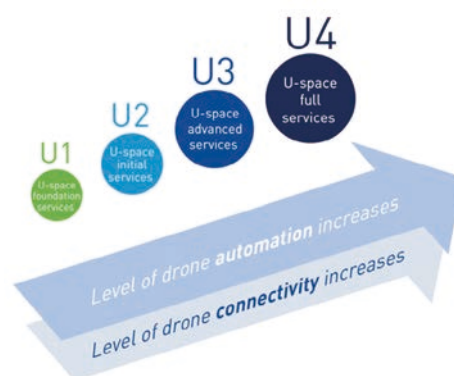 U4
U-space
full
services
U3
U-space
advanced
services
U2
U-space
initial
services
U1
U-space
foundation
services
Level of drone automation increases
Level of drone connectivity increases